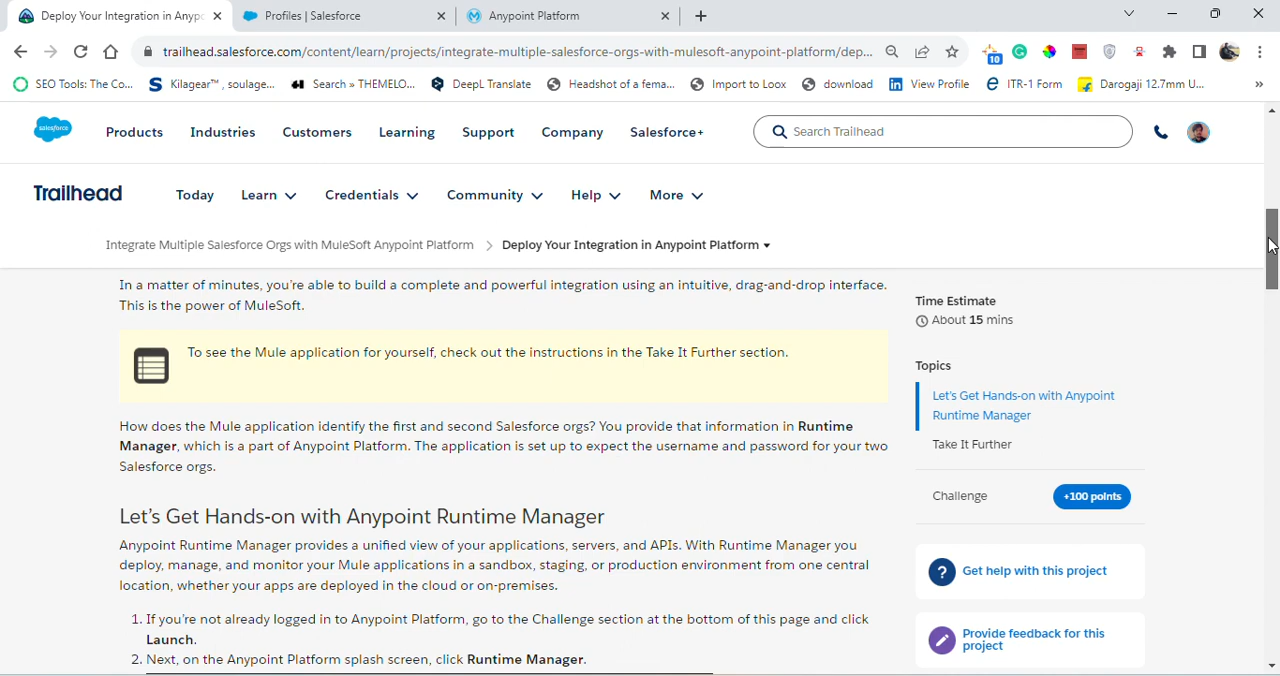 Deploy Your Integration in Anypo
Profiles | Salesforce
Anypoint Platform
trailhead.salesforce.com/content/learn/projects/integrate-multiple-salesforce-orgs-with-mulesoft-anypoint-platform/dep...
10
SEO Tools: The Co...
Kilagear™, soulage...
Search » THEMELO...
DeepL Translate
Headshot of a fema...
Import to Loox
download
View Profile
ITR-1 Form
Darogaji 12.7mm U...
»
salesforce
Products
Industries
Customers
Learning
Support
Company
Salesforce+
Search Trailhead
Trailhead
Today
Learn
Credentials
Community
Help
More
Integrate Multiple Salesforce Orgs with MuleSoft Anypoint Platform > Deploy Your Integration in Anypoint Platform
In a matter of minutes, you're able to build a complete and powerful integration using an intuitive, drag-and-drop interface.
This is the power of MuleSoft.
To see the Mule application for yourself, check out the instructions in the Take It Further section.
How does the Mule application identify the first and second Salesforce orgs? You provide that information in Runtime
Manager, which is a part of Anypoint Platform. The application is set up to expect the username and password for your two
Salesforce orgs.
Let's Get Hands-on with Anypoint Runtime Manager
Anypoint Runtime Manager provides a unified view of your applications, servers, and APIs. With Runtime Manager you
deploy, manage, and monitor your Mule applications in a sandbox, staging, or production environment from one central
location, whether your apps are deployed in the cloud or on-premises.
1. If you're not already logged in to Anypoint Platform, go to the Challenge section at the bottom of this page and click
Launch.
2. Next, on the Anypoint Platform splash screen, click Runtime Manager.
Time Estimate
About 15 mins
Topics
Let's Get Hands-on with Anypoint
Runtime Manager
Take It Further
Challenge
+100 points
Get help with this project
Provide feedback for this
project